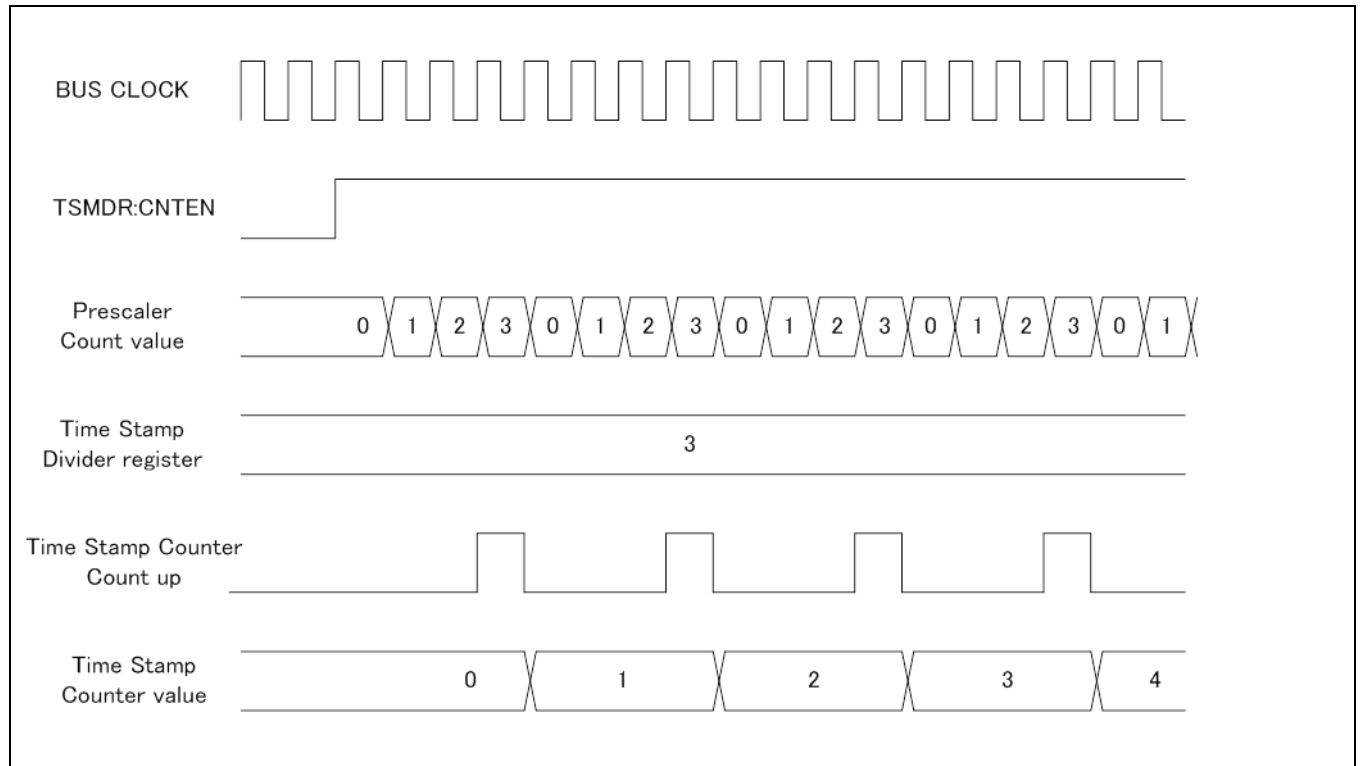 BUS CLOCK
TSMDR:CNTEN
Prescaler
Count value
0 1 2 3 0 1 2 3 0 1 2 3 0 1 2 3 0 1
Time Stamp
Divider register
3
Time Stamp Counter
Count up
Time Stamp
Counter value
0 1 2 3 4